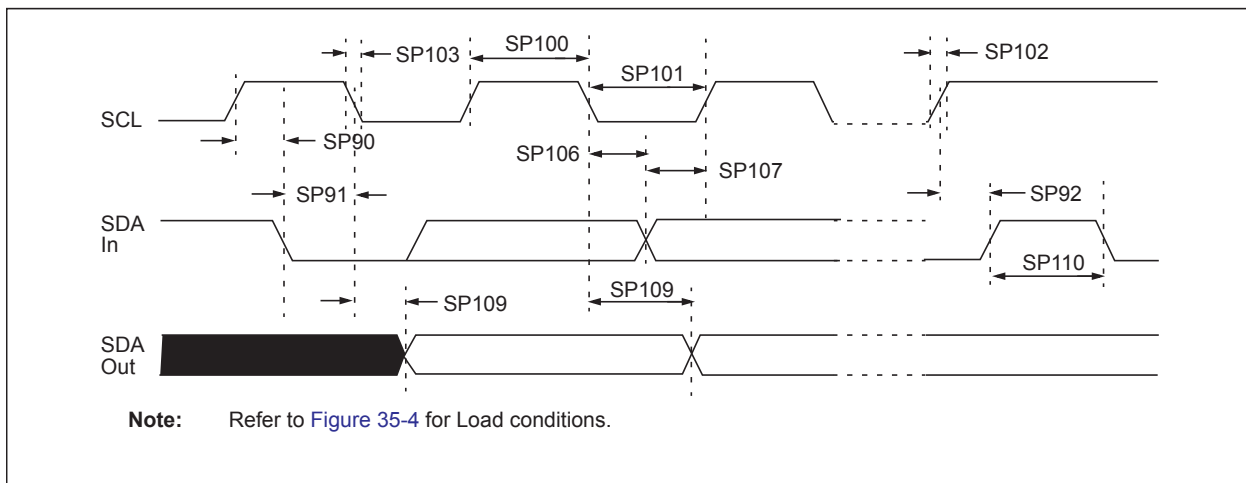 SP103
SP100
SP102
SP101
SCL
SP90
SP106
SP107
SP91
SP92
SDA
In
SP110
SP109
SP109
SDA
Out
Note: Refer to Figure 35-4 for Load conditions.